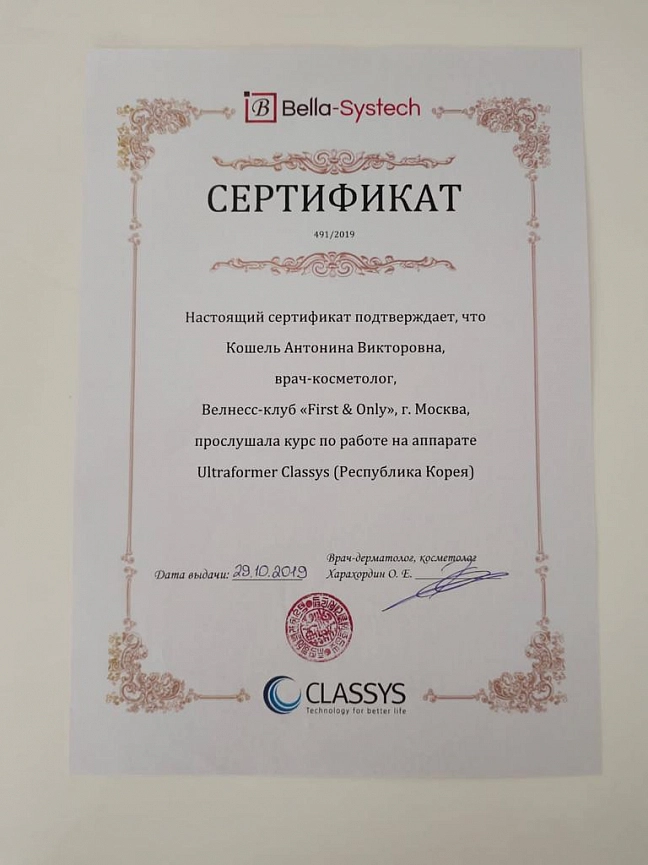 B Bella-Systech
СЕРТИФИКАТ
491/2019
Настоящий сертификат подтверждает, что
Кошель Антонина Викторовна,
врач-косметолог,
Велнесс-клуб «First & Only», г. Москва,
прослушала курс по работе на аппарате
Ultraformer Classys (Республика Корея)
Врач-дерматолог, косметолог
Дата выдачи: 29.10.2019 Харахордин О. Е.
CLASSYS
Technology for better life